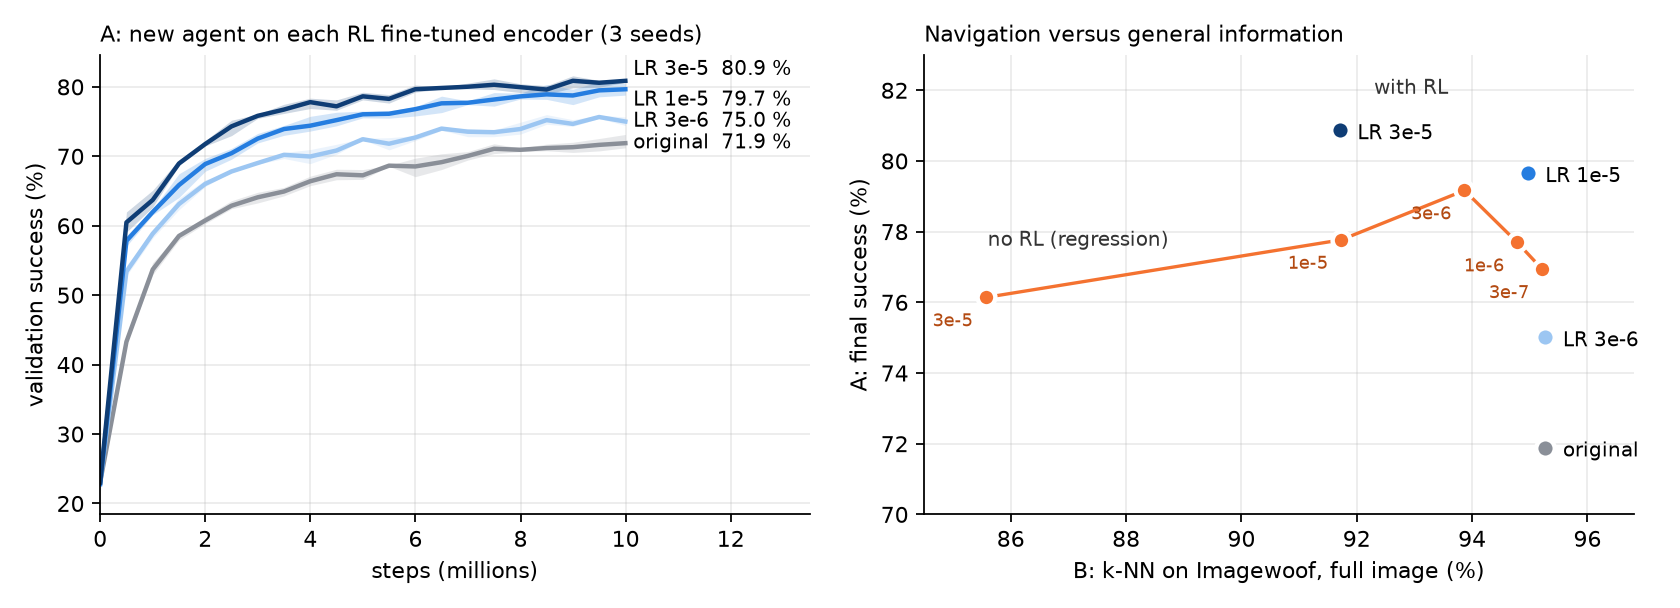 A: new agent on each RL fine-tuned encoder (3 seeds)
validation success (%)
80
70
60
50
40
30
20
0
2
4
6
8
10
12
steps (millions)
LR 3e-5 80.9 %
LR 1e-5 79.7 %
LR 3e-6 75.0 %
original 71.9 %
Navigation versus general information
A: final success (%)
82
80
78
76
74
72
70
86
88
90
92
94
96
B: k-NN on Imagewoof, full image (%)
with RL
LR 3e-5
LR 1e-5
3e-6
no RL (regression)
1e-5
1e-6
3e-7
3e-5
LR 3e-6
original